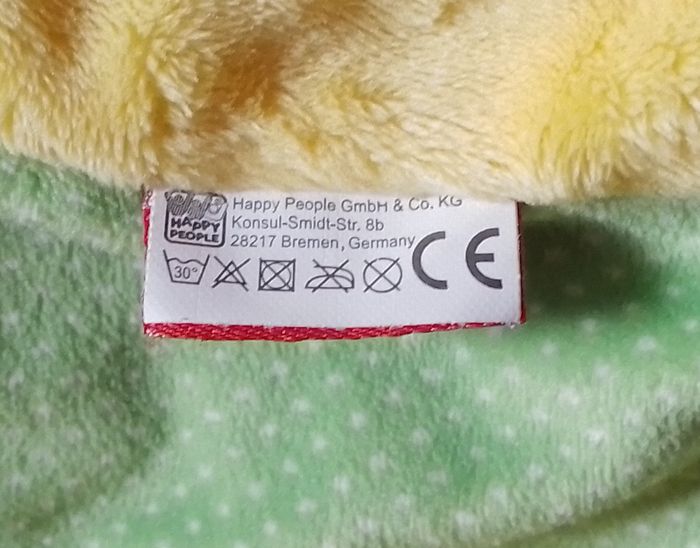 HAPPY
PEOPLE
Happy People GmbH & Co. KG
Konsul-Smidt-Str. 8b
28217 Bremen, Germany
30°
CE